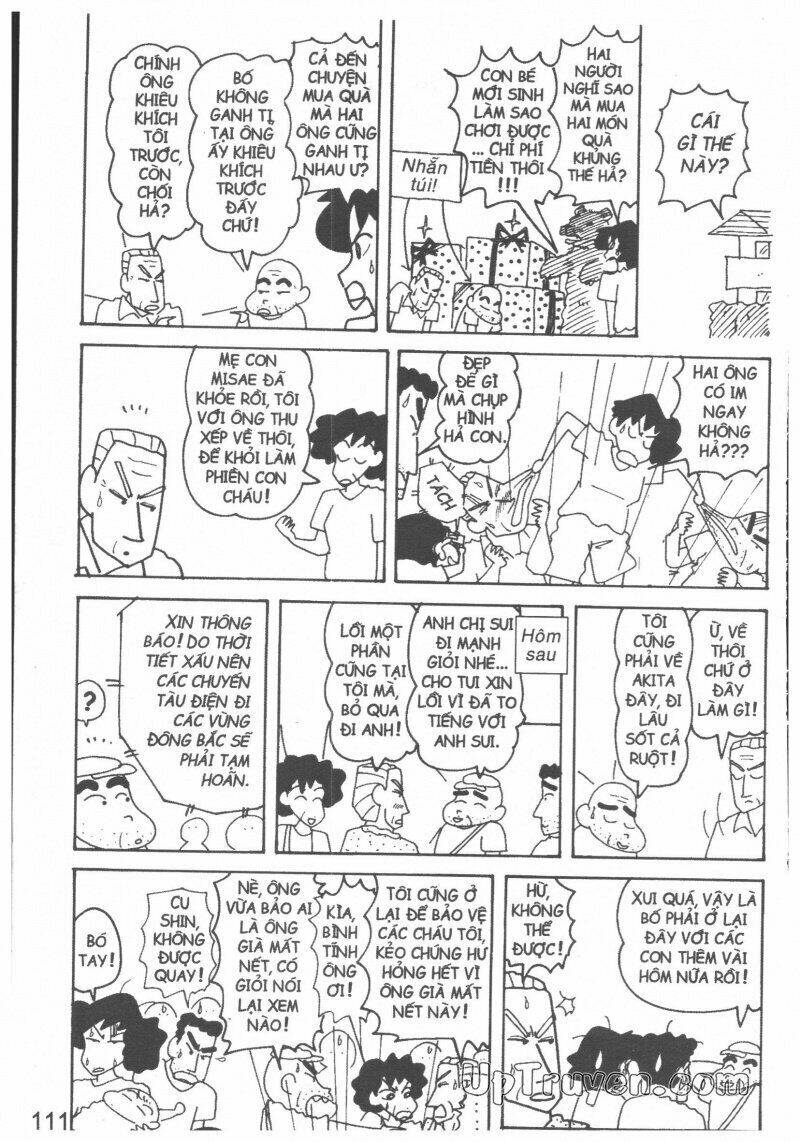 CÁI
GÌ THẾ
NÀY?
HAI
NGƯỜI
NGHĨ SAO
MÀ MUA
HAI MÓN
QUÀ
KHỦNG
THẾ HẢ?
CON BÉ
MỚI SINH
LÀM SAO
CHƠI ĐƯỢC
... CHỈ PHÍ
TIỀN THÔI
!!!
Nhẵn
túi!
CẢ ĐẾN
CHUYỆN
MUA QUÀ
MÀ HAI
ÔNG CŨNG
GANH TỊ
NHAU Ư?
BỐ
KHÔNG
GANH TỊ,
TẠI ÔNG
ẤY KHIÊU
KHÍCH
TRƯỚC
ĐẤY
CHỨ!
CHÍNH
ÔNG
KHIÊU
KHÍCH
TÔI
TRƯỚC,
CÒN
CHỐI
HẢ?
HAI ÔNG
CÓ IM
NGAY
KHÔNG
HẢ???
ĐẸP
ĐẼ GÌ
MÀ CHỤP
HÌNH
HẢ CON.
TÁCH
MẸ CON
MISAE ĐÃ
KHỎE RỒI, TÔI
VỚI ÔNG THU
XẾP VỀ THÔI,
ĐỂ KHỎI LÀM
PHIỀN CON
CHÁU!
Ừ, VỀ
THÔI
CHỨ Ở
ĐÂY
LÀM GÌ!
TÔI
CŨNG
PHẢI VỀ
AKITA
ĐÂY, ĐI
LÂU
SỐT CẢ
RUỘT!
Hôm
sau
ANH CHỊ SUI
ĐI MẠNH
GIỎI NHÉ...
CHO TUI XIN
LỖI VÌ ĐÃ TO
TIẾNG VỚI
ANH SUI.
LỖI MỘT
PHẦN
CŨNG TẠI
TÔI MÀ,
BỎ QUA
ĐI ANH!
XIN THÔNG
BÁO! DO THỜI
TIẾT XẤU NÊN
CÁC CHUYẾN
TÀU ĐIỆN ĐI
CÁC VÙNG
ĐÔNG BẮC SẼ
PHẢI TẠM
HOÃN.
?
XUI QUÁ, VẬY LÀ
BỐ PHẢI Ở LẠI
ĐÂY VỚI CÁC
CON THÊM VÀI
HÔM NỮA RỒI!
HỪ,
KHÔNG
THỂ
ĐƯỢC!
TÔI CŨNG Ở
LẠI ĐỂ BẢO VỆ
CÁC CHÁU TÔI,
KẺO CHÚNG HƯ
HỎNG HẾT VÌ
ÔNG GIÀ MẤT
NẾT NÀY!
KÌA,
BÌNH
TĨNH
ÔNG
ƠI!
NÈ, ÔNG
VỪA BẢO AI
LÀ ÔNG
GIÀ MẤT
NẾT, CÓ
GIỎI NÓI
LẠI XEM
NÀO!
CU
SHIN,
KHÔNG
ĐƯỢC
QUAY!
BÓ
TAY!
UpTruyen.com
111